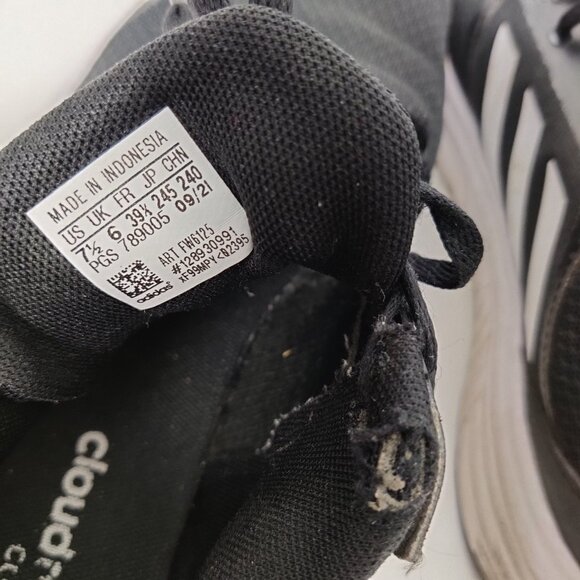 MADE IN INDONESIA
US UK FR JP CHN
7½ 6 39⅓ 245 240
PGS 789005 09/21
ART FW6125
#128930991
XF99MPY<02395
adidas
cloud